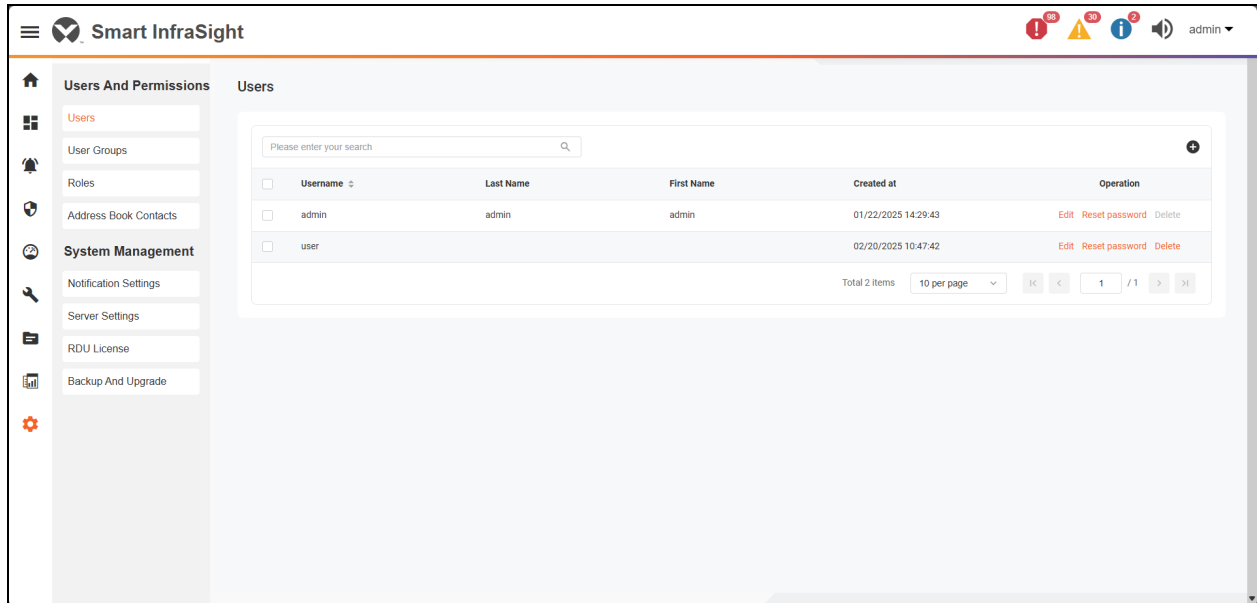 Smart InfraSight
98
30
2
admin
Users And Permissions
Users
User Groups
Roles
Address Book Contacts
System Management
Notification Settings
Server Settings
RDU License
Backup And Upgrade
Users
Please enter your search
Username Last Name First Name Created at Operation
admin admin admin 01/22/2025 14:29:43 Edit Reset password Delete
user 02/20/2025 10:47:42 Edit Reset password Delete
Total 2 items 10 per page 1 / 1